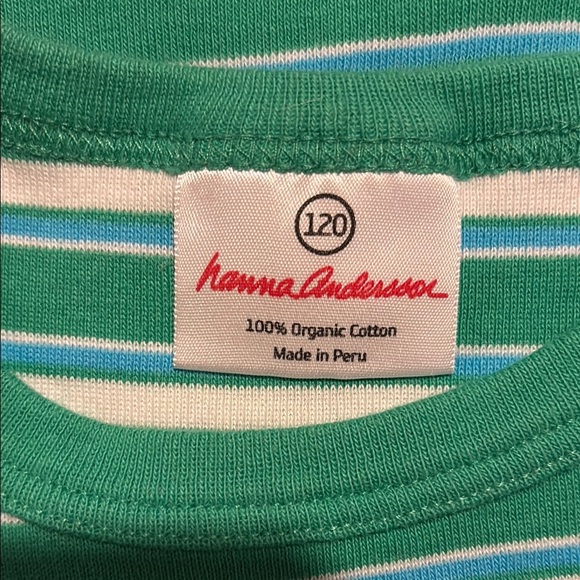 120
hanna Andersson
100% Organic Cotton
Made in Peru